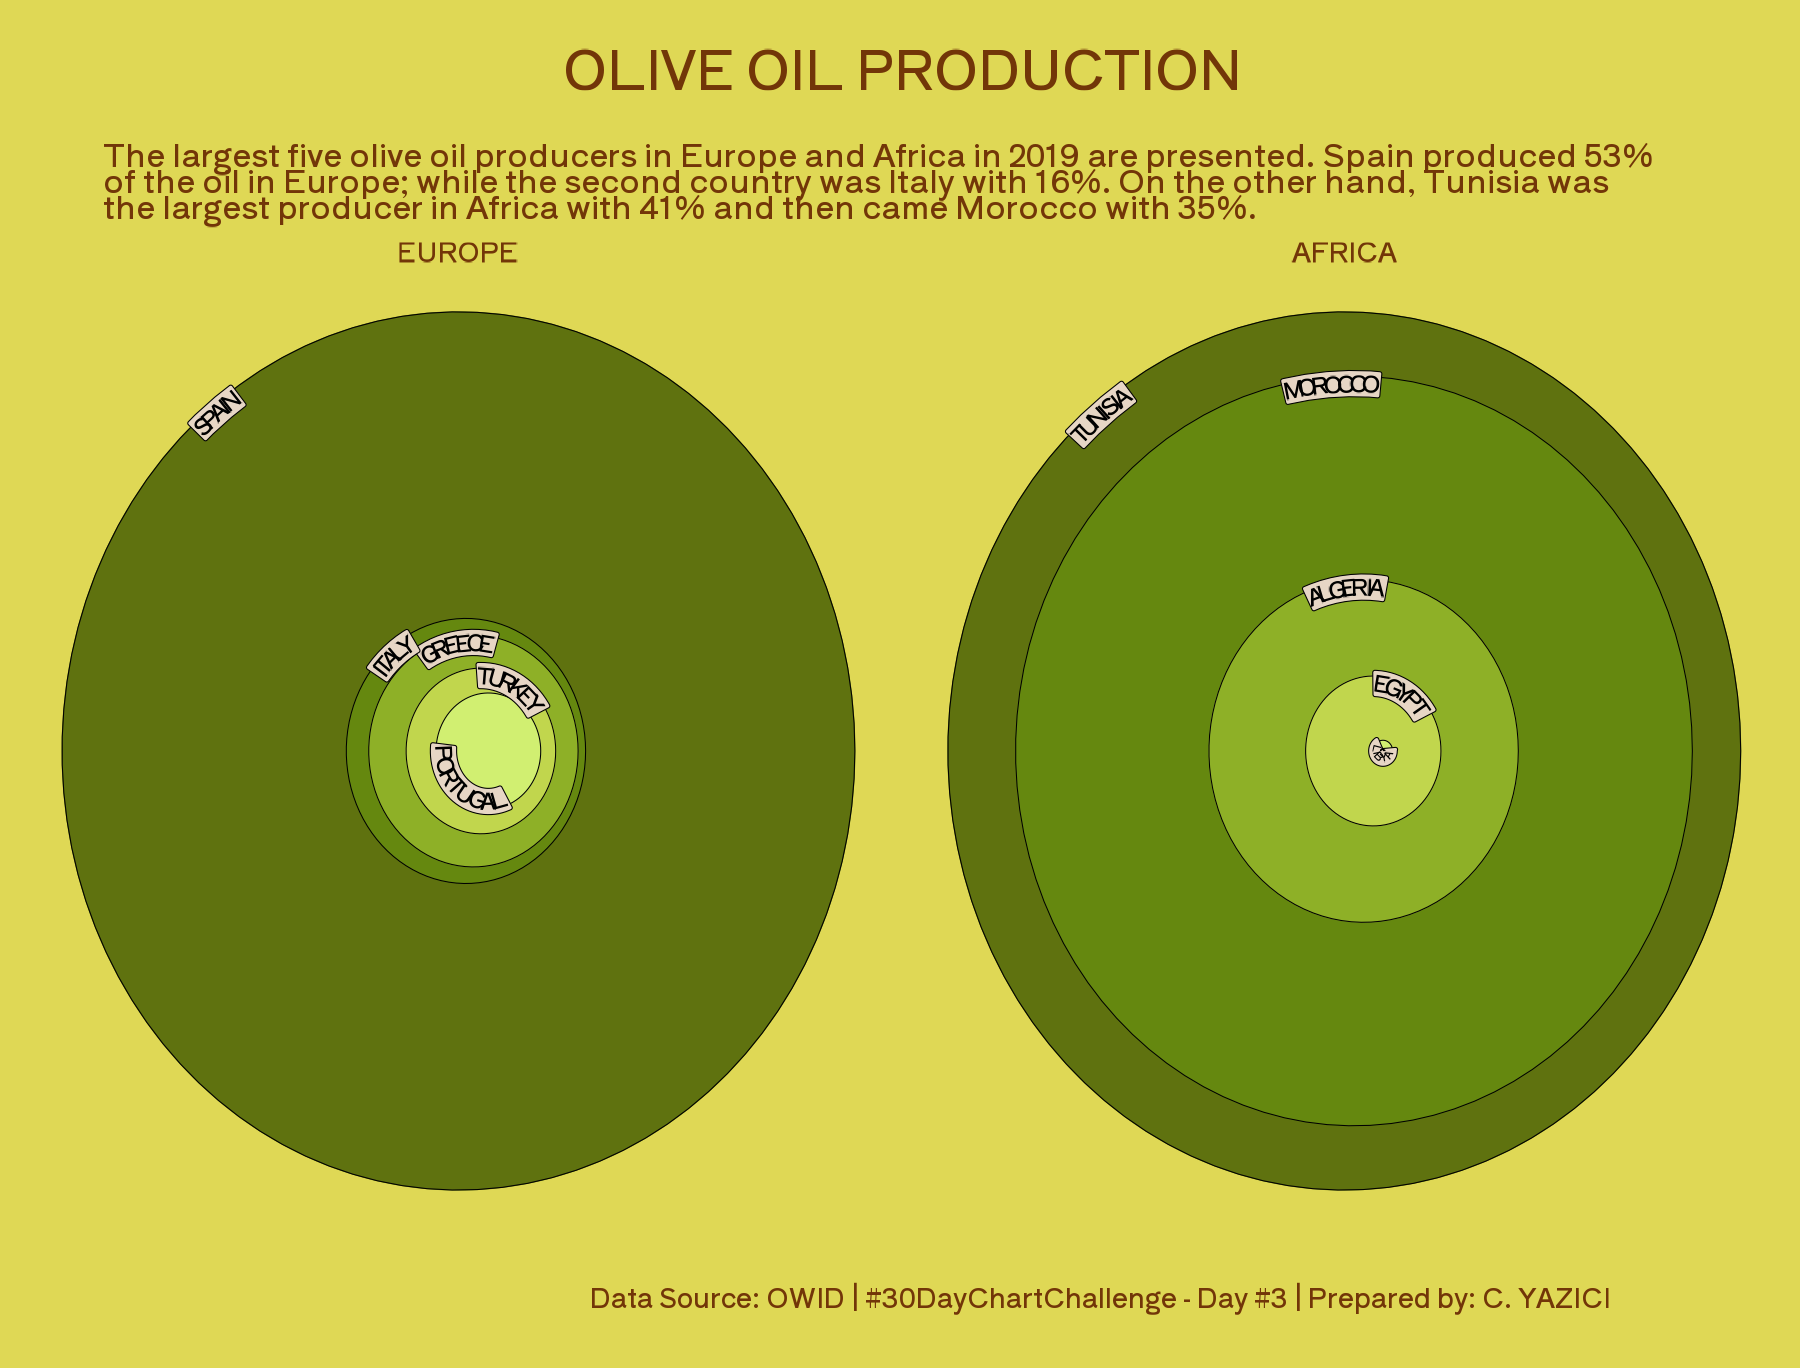 OLIVE OIL PRODUCTION
The largest five olive oil producers in Europe and Africa in 2019 are presented. Spain produced 53%
of the oil in Europe; while the second country was Italy with 16%. On the other hand, Tunisia was
the largest producer in Africa with 41% and then came Morocco with 35%.
EUROPE
AFRICA
SPAIN
ITALY
GREECE
TURKEY
PORTUGAL
TUNISIA
MOROCCO
ALGERIA
EGYPT
Data Source: OWID | #30DayChartChallenge - Day #3 | Prepared by: C. YAZICI